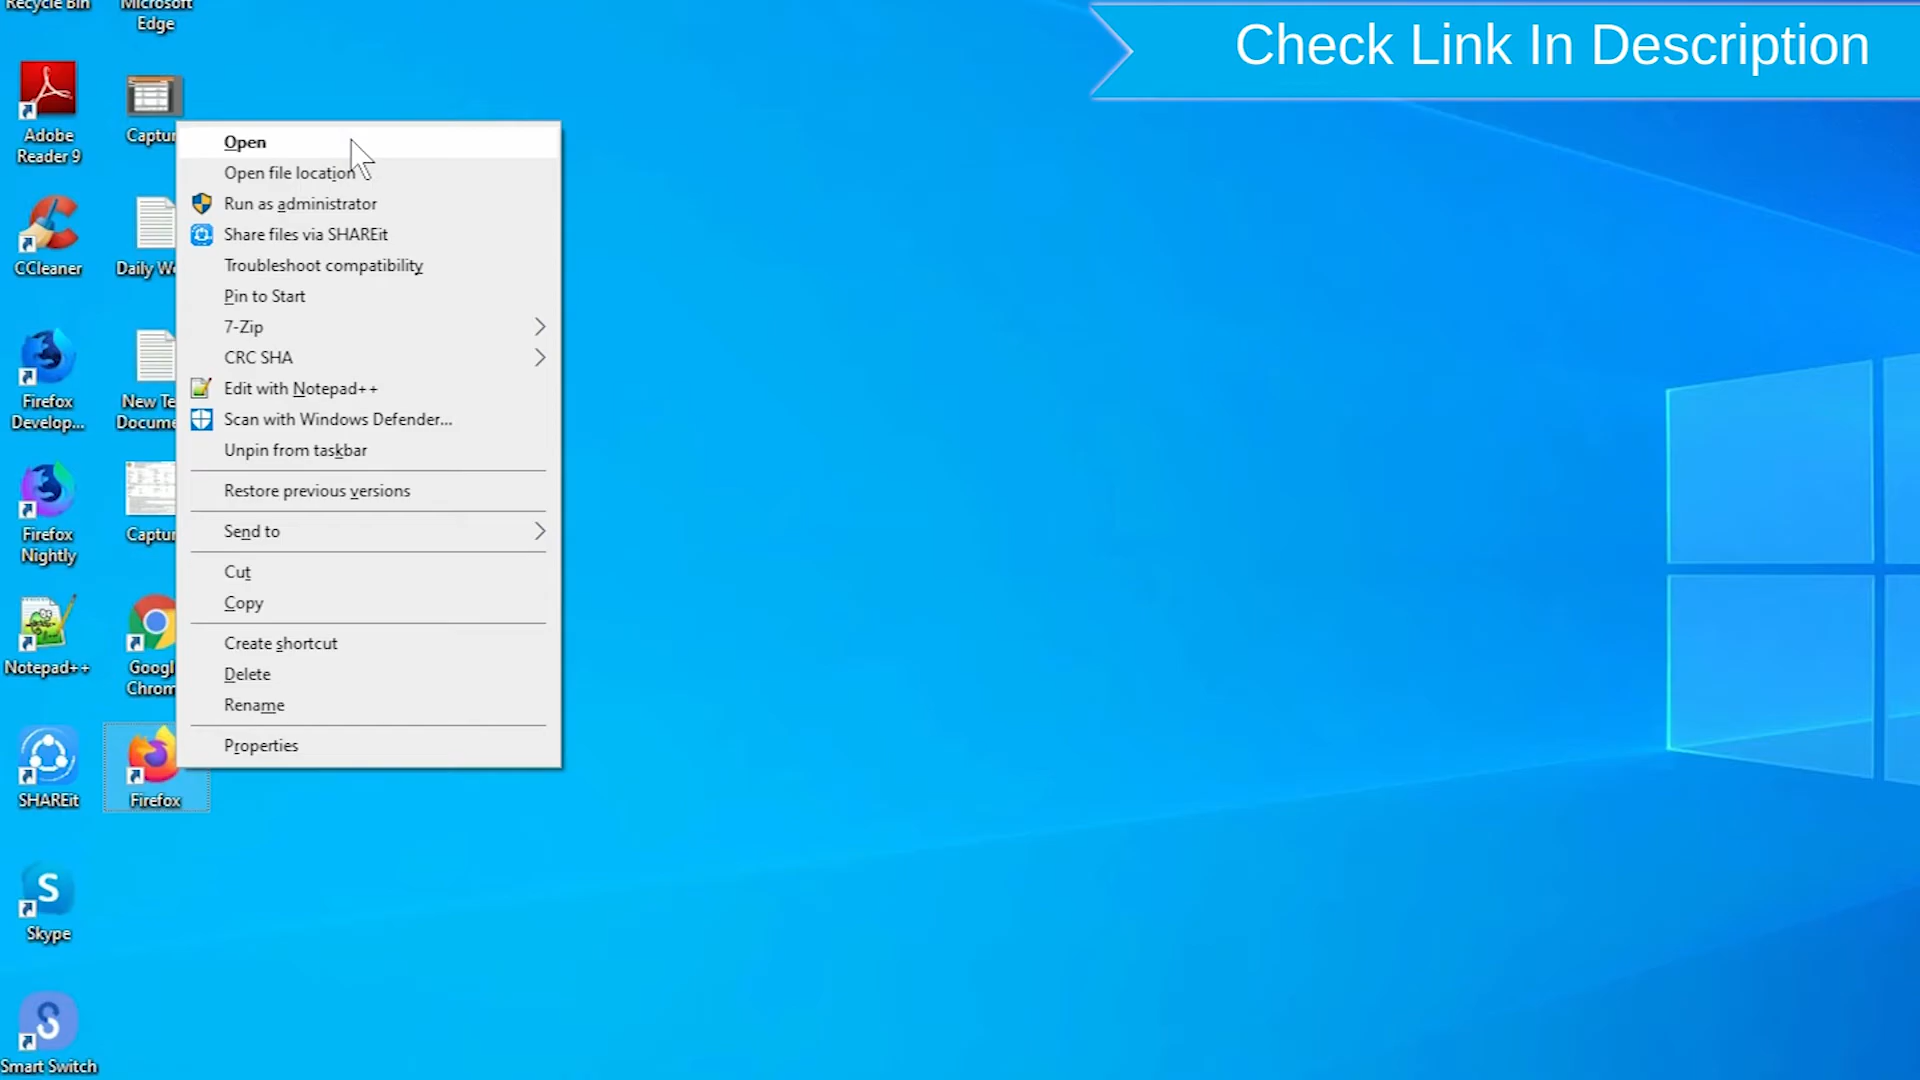 Recycle Bin
Microsoft
Edge
Check Link In Description
Adobe
Reader 9
Captur
CCleaner
Daily Wo
Firefox
Develop...
New Te
Docume
Firefox
Nightly
Captur
Notepad++
Googl
Chrom
SHAREit
Firefox
Skype
Smart Switch
Open
Open file location
Run as administrator
Share files via SHAREit
Troubleshoot compatibility
Pin to Start
7-Zip
CRC SHA
Edit with Notepad++
Scan with Windows Defender...
Unpin from taskbar
Restore previous versions
Send to
Cut
Copy
Create shortcut
Delete
Rename
Properties